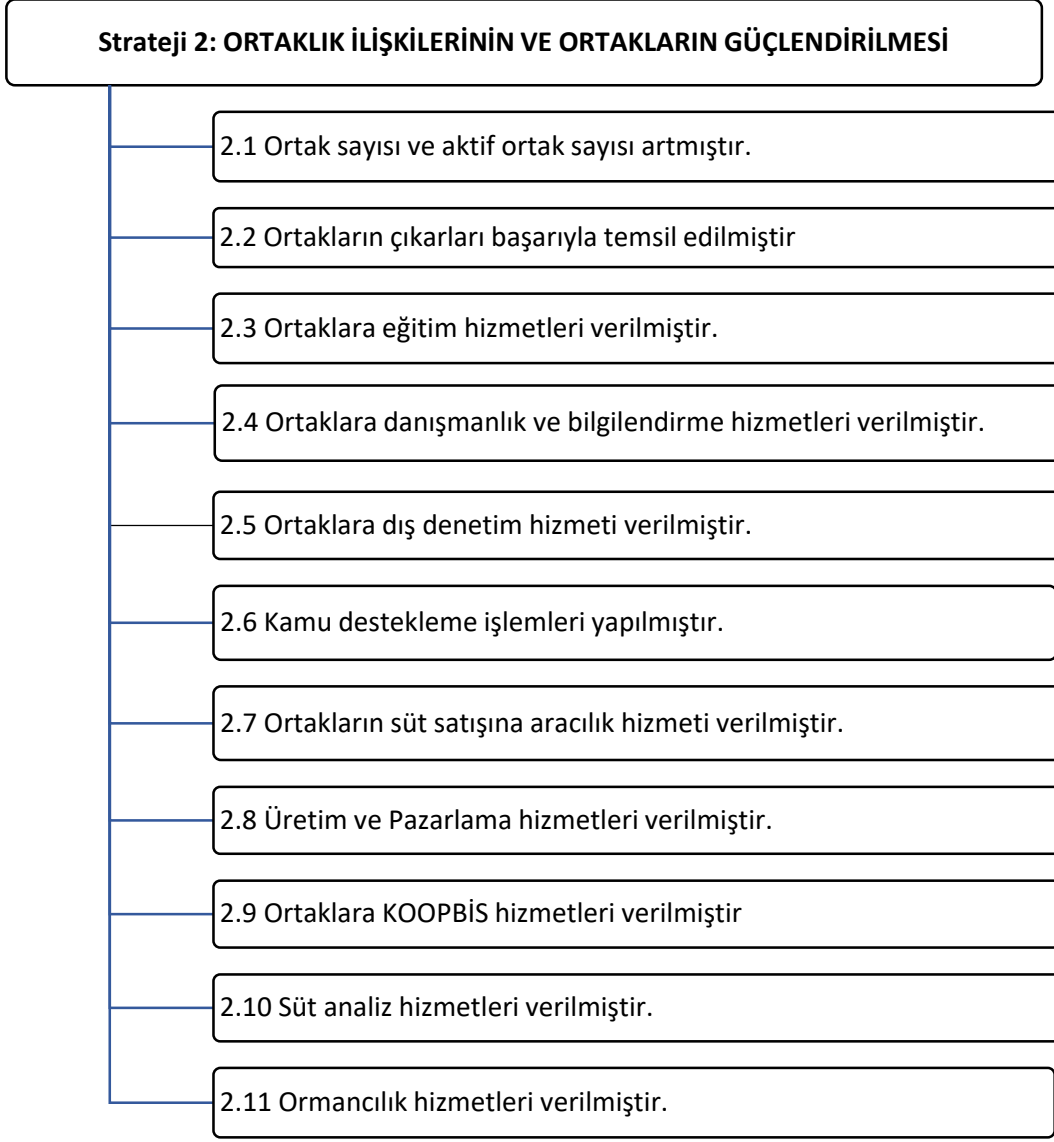 Strateji 2: ORTAKLIK İLİŞKİLERİNİN VE ORTAKLARIN GÜÇLENDİRİLMESİ
2.1 Ortak sayısı ve aktif ortak sayısı artmıştır.
2.2 Ortakların çıkarları başarıyla temsil edilmiştir
2.3 Ortaklara eğitim hizmetleri verilmiştir.
2.4 Ortaklara danışmanlık ve bilgilendirme hizmetleri verilmiştir.
2.5 Ortaklara dış denetim hizmeti verilmiştir.
2.6 Kamu destekleme işlemleri yapılmıştır.
2.7 Ortakların süt satışına aracılık hizmeti verilmiştir.
2.8 Üretim ve Pazarlama hizmetleri verilmiştir.
2.9 Ortaklara KOOPBİS hizmetleri verilmiştir
2.10 Süt analiz hizmetleri verilmiştir.
2.11 Ormancılık hizmetleri verilmiştir.